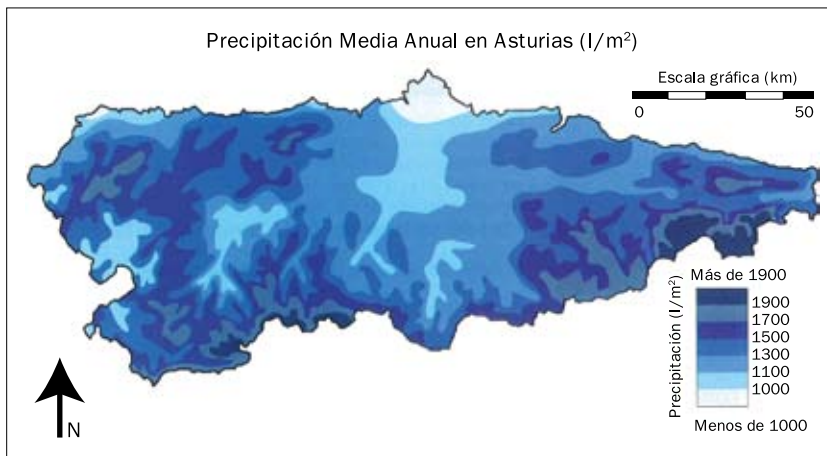 Precipitación Media Anual en Asturias (l/m²)
Escala gráfica (km)
0 50
Más de 1900
1900
1700
1500
1300
1100
1000
Menos de 1000
Precipitación (l/m²)
N